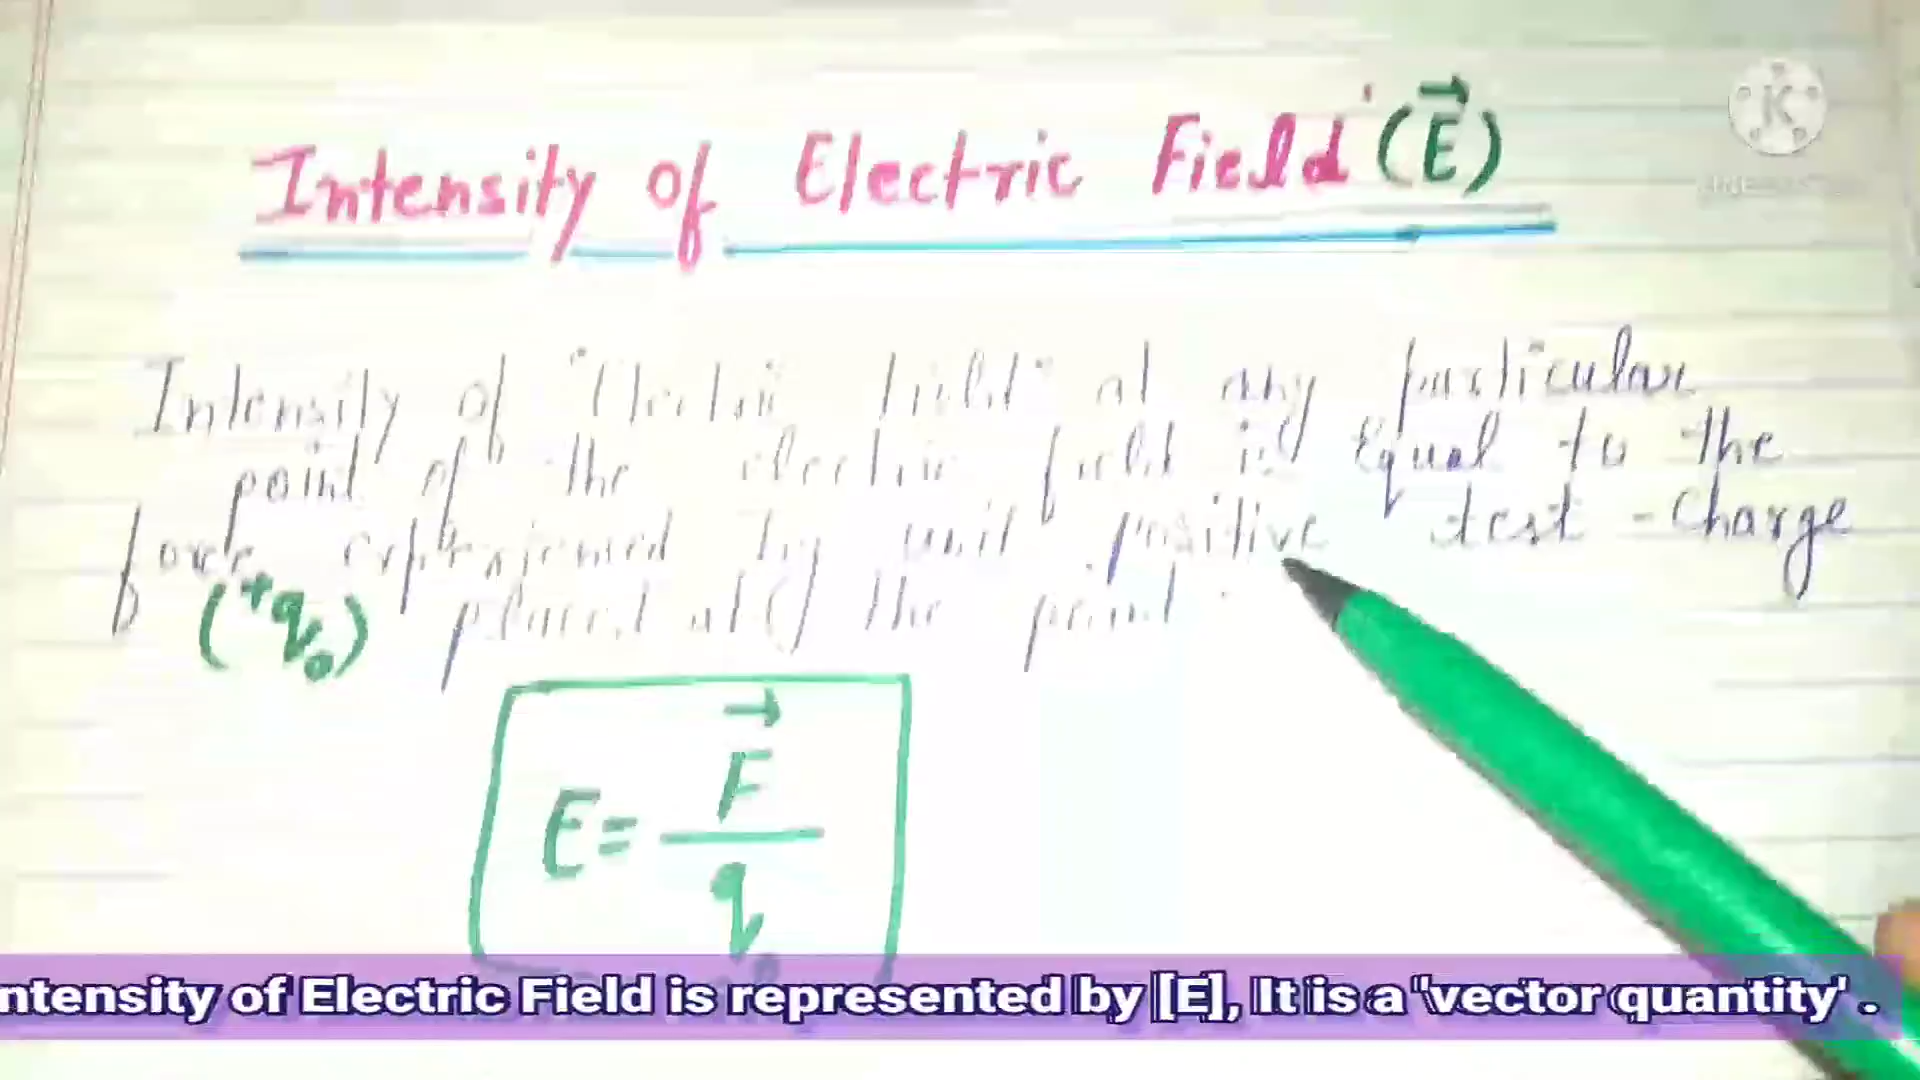 Intensity of Electric Field (E⃗)
Intensity of "Electric field" at any particular
point of the electric field is Equal to the
force experienced by unit positive test-Charge
(+q₀) placed at the point.
E = F⃗ / q₀
ntensity of Electric Field is represented by [E], It is a 'vector quantity' .
K
KINEMASTER